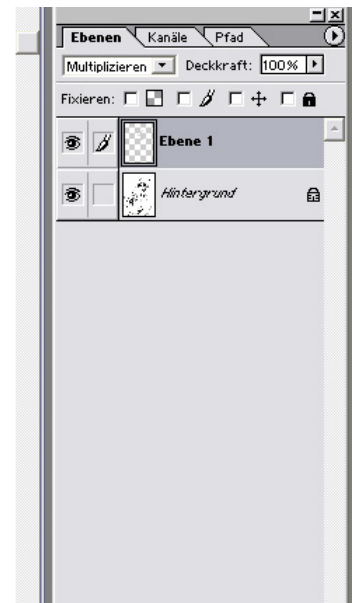 Ebenen Kanäle Pfad
Multiplizieren Deckkraft: 100%
Fixieren:
Ebene 1
Hintergrund